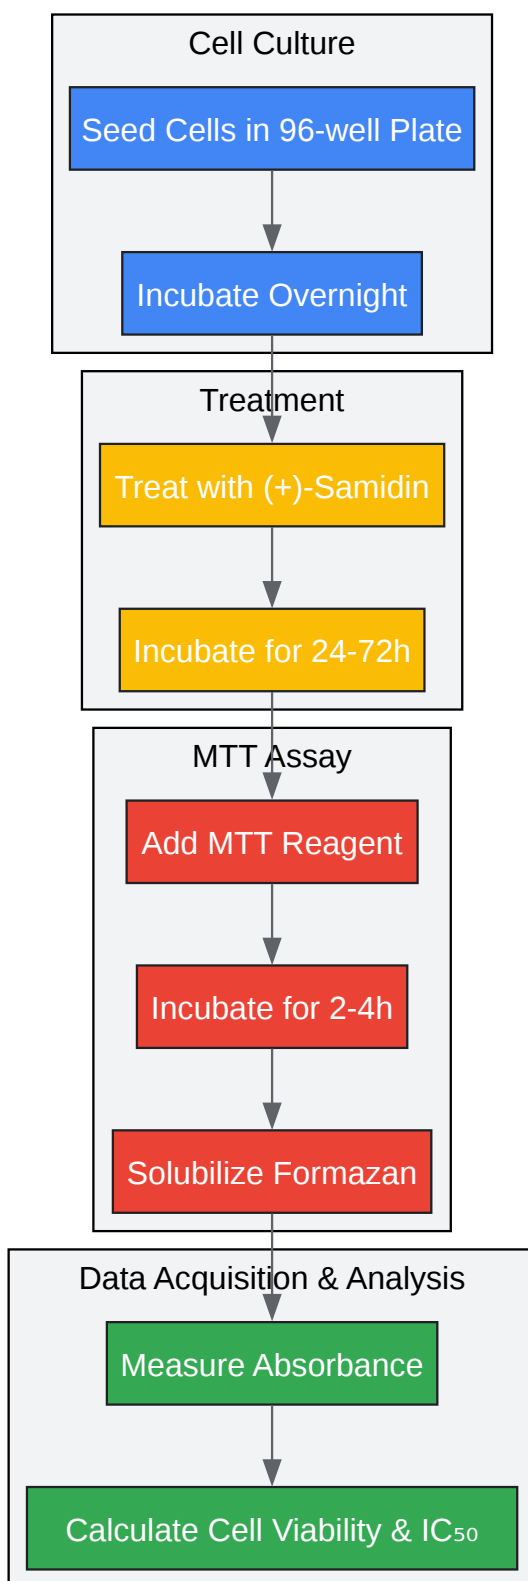 Cell Culture
Seed Cells in 96-well Plate
Incubate Overnight
Treatment
Treat with (+)-Samidin
Incubate for 24-72h
MTT Assay
Add MTT Reagent
Incubate for 2-4h
Solubilize Formazan
Data Acquisition & Analysis
Measure Absorbance
Calculate Cell Viability & IC₅₀